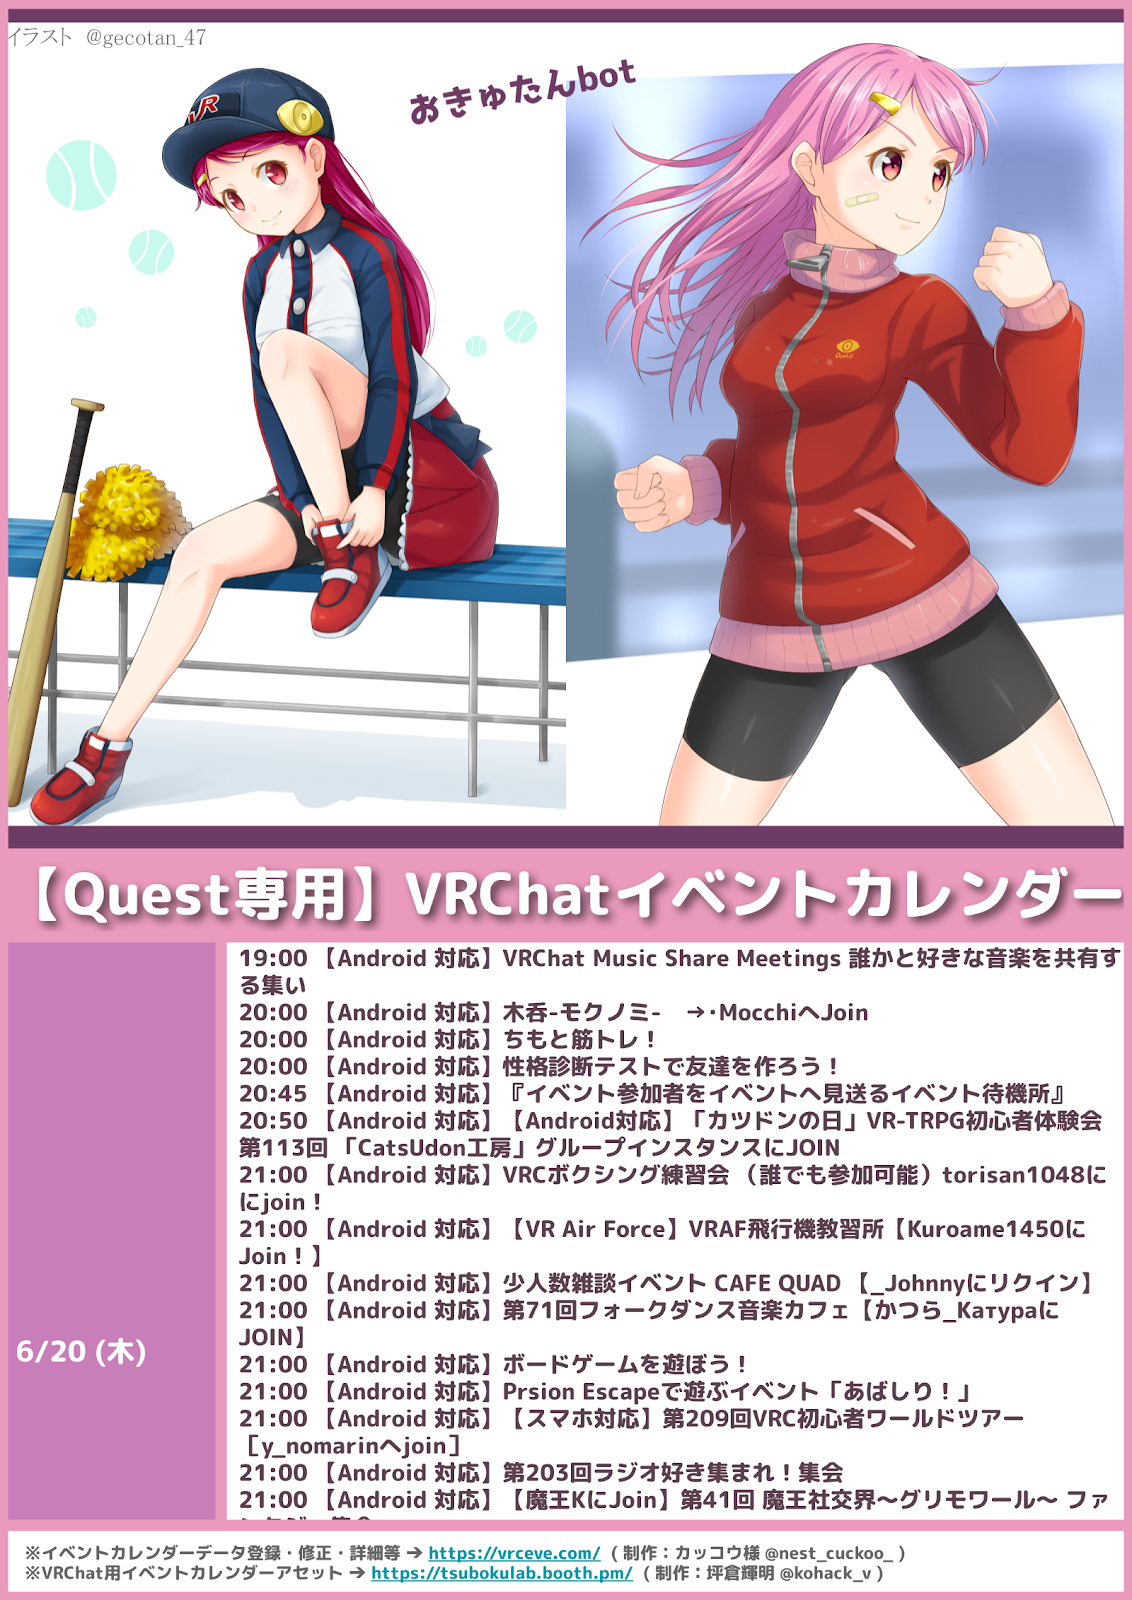 イラスト @gecotan_47
おきゅたんbot
VR
Quest
【Quest専用】VRChatイベントカレンダー
6/20 (木)
19:00 【Android 対応】VRChat Music Share Meetings 誰かと好きな音楽を共有す
る集い
20:00 【Android 対応】木呑-モクノミ-　→･MocchiへJoin
20:00 【Android 対応】ちもと筋トレ！
20:00 【Android 対応】性格診断テストで友達を作ろう！
20:45 【Android 対応】『イベント参加者をイベントへ見送るイベント待機所』
20:50 【Android 対応】【Android対応】「カツドンの日」VR-TRPG初心者体験会
第113回 「CatsUdon工房」グループインスタンスにJOIN
21:00 【Android 対応】VRCボクシング練習会 （誰でも参加可能）torisan1048に
にjoin！
21:00 【Android 対応】【VR Air Force】VRAF飛行機教習所【Kuroame1450に
Join！】
21:00 【Android 対応】少人数雑談イベント CAFE QUAD 【_Johnnyにリクイン】
21:00 【Android 対応】第71回フォークダンス音楽カフェ【かつら_Катураに
JOIN】
21:00 【Android 対応】ボードゲームを遊ぼう！
21:00 【Android 対応】Prsion Escapeで遊ぶイベント「あばしり！」
21:00 【Android 対応】【スマホ対応】第209回VRC初心者ワールドツアー
［y_nomarinへjoin］
21:00 【Android 対応】第203回ラジオ好き集まれ！集会
21:00 【Android 対応】【魔王KにJoin】第41回 魔王社交界～グリモワール～ ファ
※イベントカレンダーデータ登録・修正・詳細等 ➔ https://vrceve.com/ ( 制作：カッコウ様 @nest_cuckoo_ )
※VRChat用イベントカレンダーアセット ➔ https://tsubokulab.booth.pm/ ( 制作：坪倉輝明 @kohack_v )